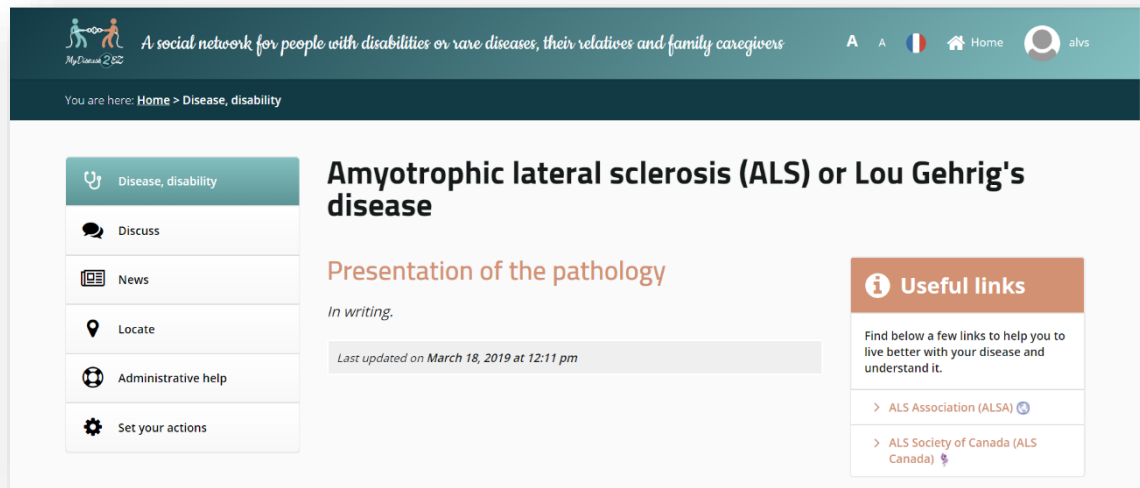 MyDisease2EZ
A social network for people with disabilities or rare diseases, their relatives and family caregivers
A A Home alvs
You are here: Home > Disease, disability
Disease, disability
Discuss
News
Locate
Administrative help
Set your actions
Amyotrophic lateral sclerosis (ALS) or Lou Gehrig's
disease
Presentation of the pathology
In writing.
Last updated on March 18, 2019 at 12:11 pm
Useful links
Find below a few links to help you to
live better with your disease and
understand it.
> ALS Association (ALSA)
> ALS Society of Canada (ALS
Canada)